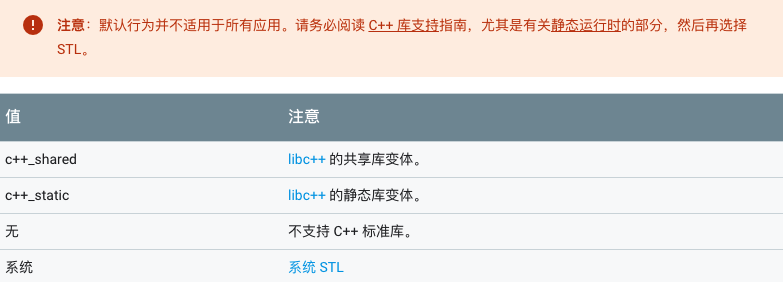 注意：默认行为并不适用于所有应用。请务必阅读 C++ 库支持指南，尤其是有关静态运行时的部分，然后再选择
STL。
值 注意
c++_shared libc++ 的共享库变体。
c++_static libc++ 的静态库变体。
无 不支持 C++ 标准库。
系统 系统 STL